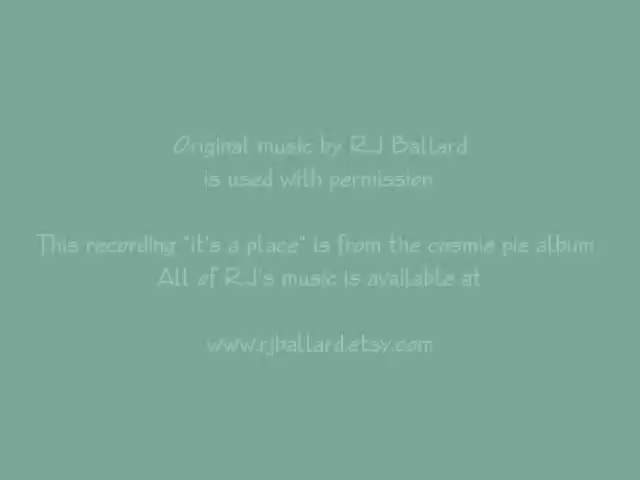 Original music by RJ Ballard
is used with permission
This recording "it's a place" is from the cosmic pie album
All of RJ's music is available at
www.rjballard.etsy.com